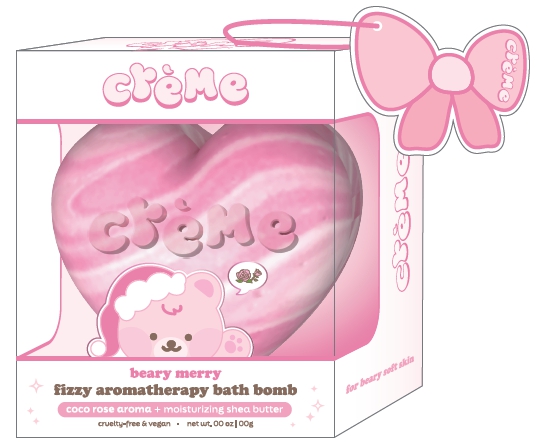 crème
crème
crème
crème
beary merry
fizzy aromatherapy bath bomb
coco rose aroma + moisturizing shea butter
cruelty-free & vegan • net wt. 00 oz | 00g
for beary soft skin